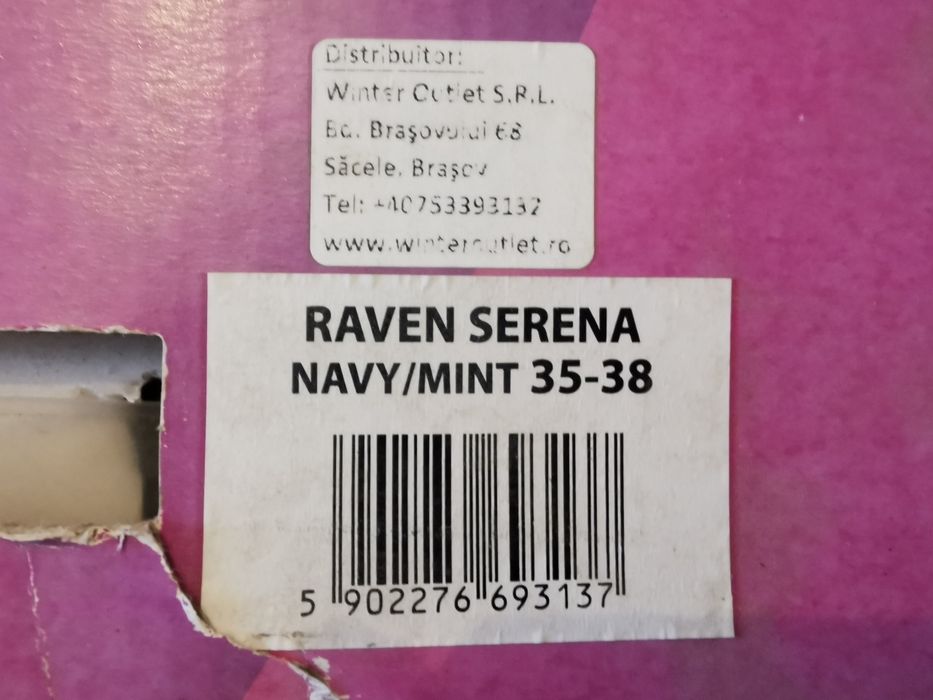 Distribuitor:
Winter Outlet S.R.L.
Bd. Braşovului 68
Săcele, Braşov
Tel: +40753393132
www.winteroutlet.ro
RAVEN SERENA
NAVY/MINT 35-38
5 902276 693137